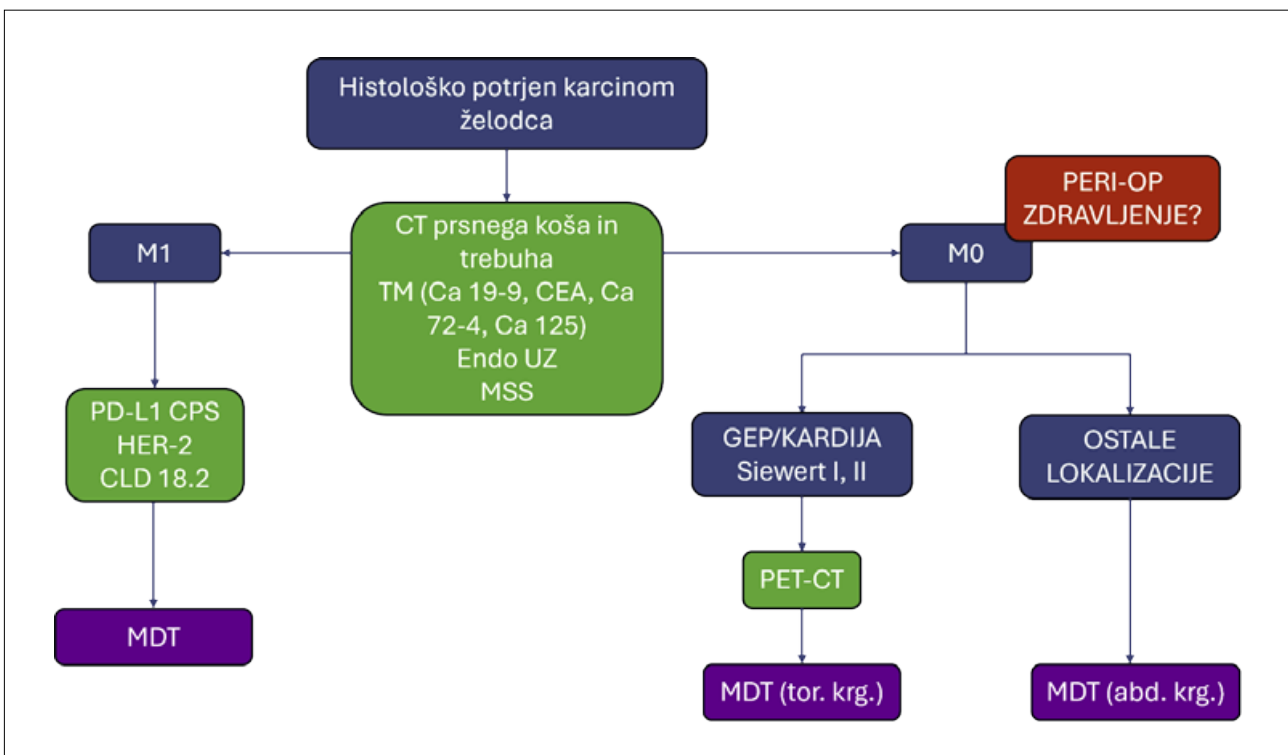 Histološko potrjen karcinom
želodca
PERI-OP
ZDRAVLJENJE?
CT prsnega koša in
trebuha
TM (Ca 19-9, CEA, Ca
72-4, Ca 125)
Endo UZ
MSS
M1
M0
PD-L1 CPS
HER-2
CLD 18.2
GEP/KARDIJA
Siewert I, II
OSTALE
LOKALIZACIJE
PET-CT
MDT
MDT (tor. krg.)
MDT (abd. krg.)